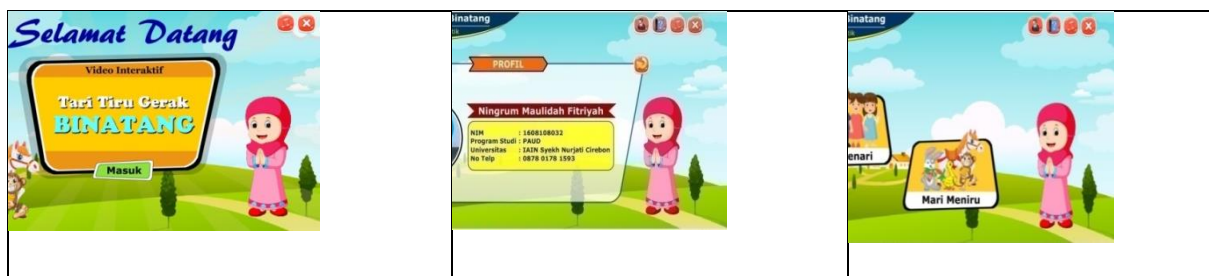 Selamat Datang
Video Interaktif
Tari Tiru Gerak
BINATANG
Masuk
Binatang
PROFIL
Ningrum Maulidah Fitriyah
NIM : 1608108032
Program Studi : PAUD
Universitas : IAIN Syekh Nurjati Cirebon
No Telp : 0878 0178 1593
Binatang
enari
Mari Meniru